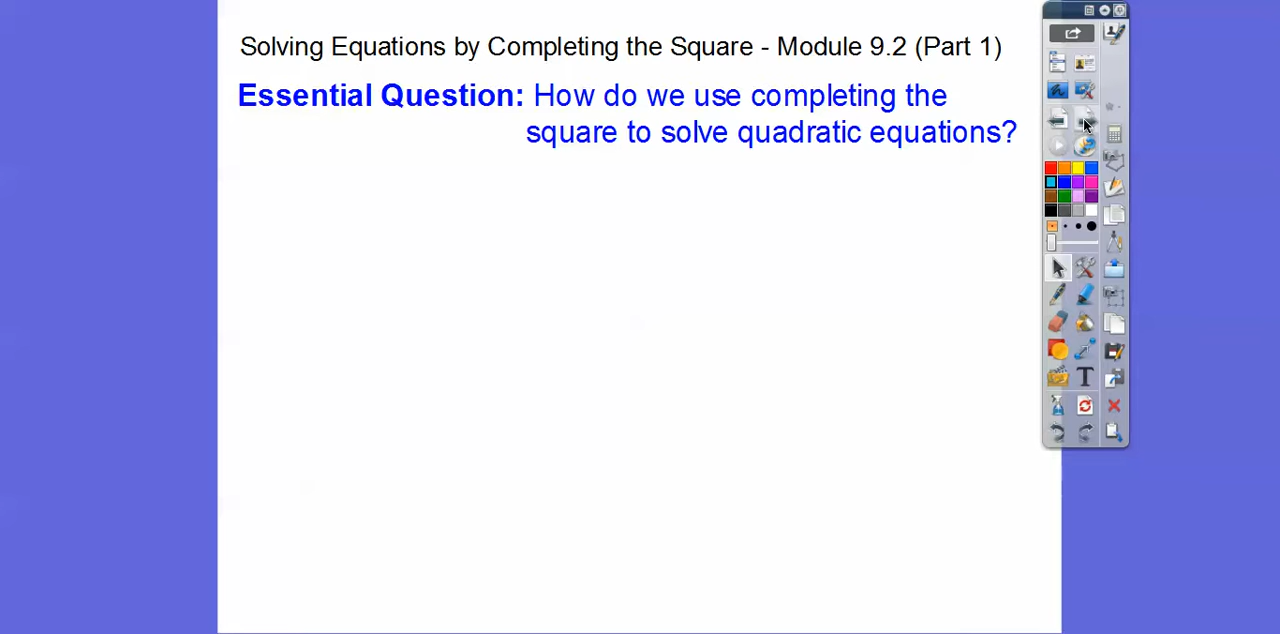 Solving Equations by Completing the Square - Module 9.2 (Part 1)
Essential Question: How do we use completing the
square to solve quadratic equations?
T